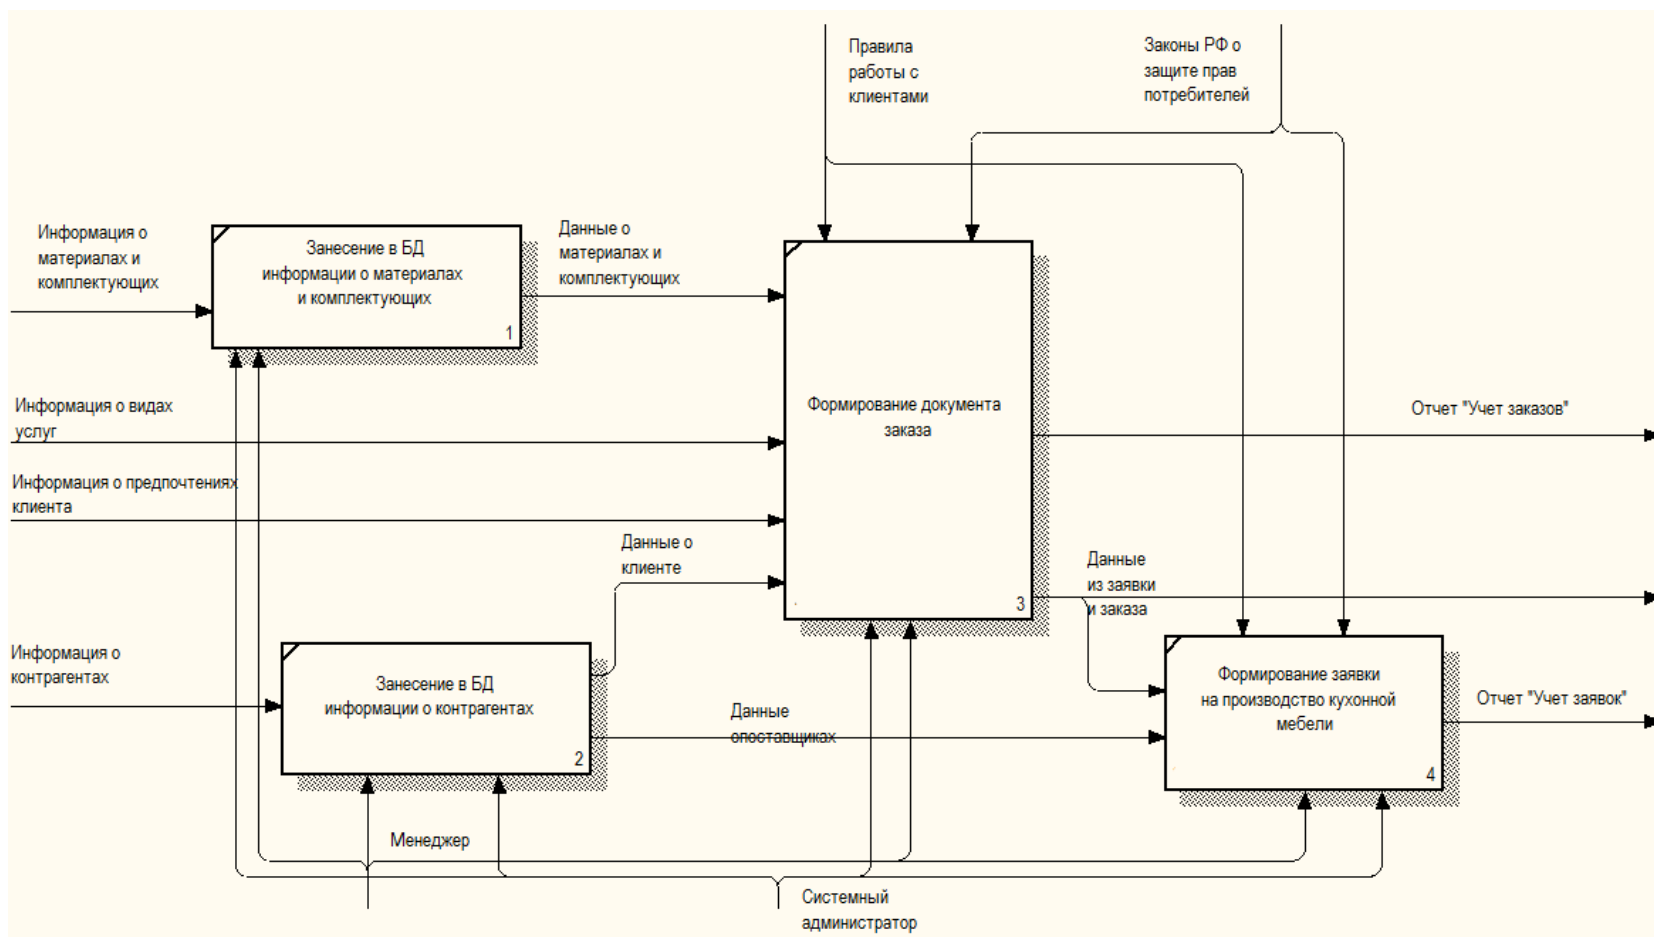 Правила
работы с
клиентами
Законы РФ о
защите прав
потребителей
Информация о
материалах и
комплектующих
Занесение в БД
информации о материалах
и комплектующих
1
Данные о
материалах и
комплектующих
Информация о видах
услуг
Информация о предпочтениях
клиента
Формирование документа
заказа
3
Отчет "Учет заказов"
Данные о
клиенте
Данные
из заявки
и заказа
Информация о
контрагентах
Занесение в БД
информации о контрагентах
2
Данные
опоставщиках
Формирование заявки
на производство кухонной
мебели
4
Отчет "Учет заявок"
Менеджер
Системный
администратор